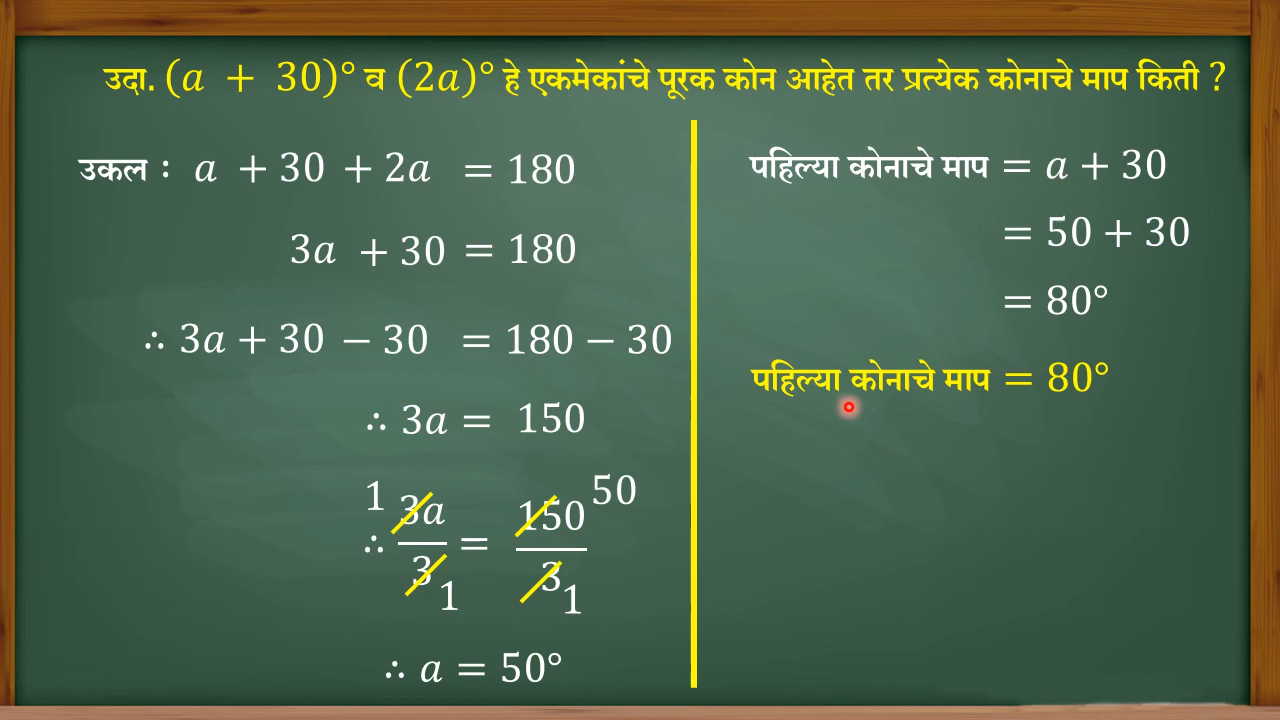 उदा. (a + 30)° व (2a)° हे एकमेकांचे पूरक कोन आहेत तर प्रत्येक कोनाचे माप किती ?
उकल : a + 30 + 2a = 180
3a + 30 = 180
∴ 3a + 30 − 30 = 180 − 30
∴ 3a = 150
1 50
∴ 3a/3 = 150/3
1 1
∴ a = 50°
पहिल्या कोनाचे माप = a + 30
= 50 + 30
= 80°
पहिल्या कोनाचे माप = 80°